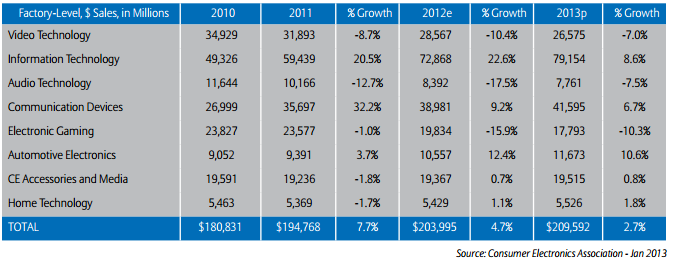 Factory-Level, $ Sales, in Millions 2010 2011 % Growth 2012e % Growth 2013p % Growth
Video Technology 34,929 31,893 -8.7% 28,567 -10.4% 26,575 -7.0%
Information Technology 49,326 59,439 20.5% 72,868 22.6% 79,154 8.6%
Audio Technology 11,644 10,166 -12.7% 8,392 -17.5% 7,761 -7.5%
Communication Devices 26,999 35,697 32.2% 38,981 9.2% 41,595 6.7%
Electronic Gaming 23,827 23,577 -1.0% 19,834 -15.9% 17,793 -10.3%
Automotive Electronics 9,052 9,391 3.7% 10,557 12.4% 11,673 10.6%
CE Accessories and Media 19,591 19,236 -1.8% 19,367 0.7% 19,515 0.8%
Home Technology 5,463 5,369 -1.7% 5,429 1.1% 5,526 1.8%
TOTAL $180,831 $194,768 7.7% $203,995 4.7% $209,592 2.7%
Source: Consumer Electronics Association - Jan 2013